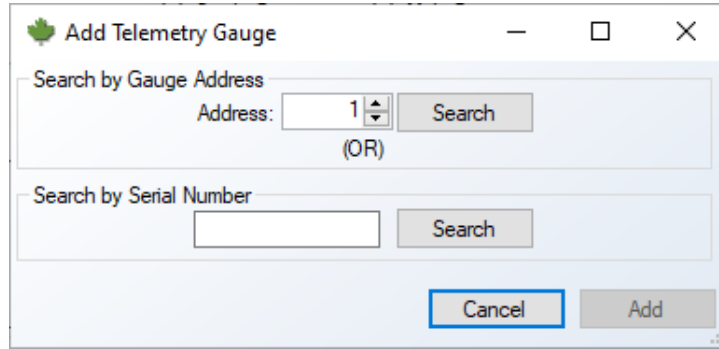 Add Telemetry Gauge
Search by Gauge Address
Address: 1 Search
(OR)
Search by Serial Number
Search
Cancel Add